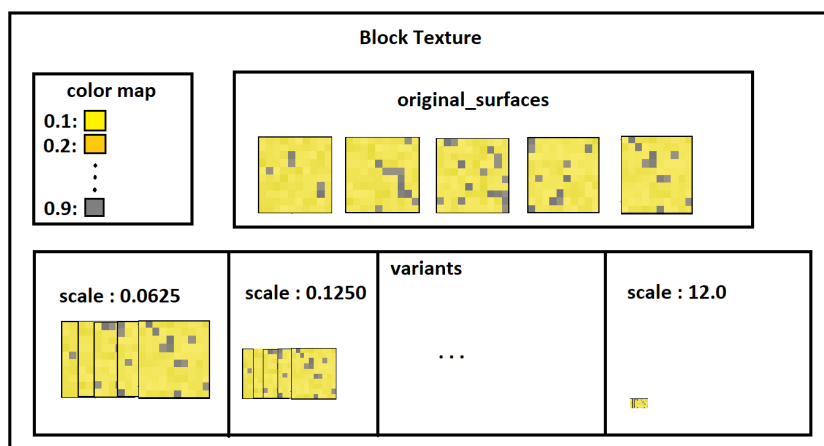 Block Texture
color map
0.1:
0.2:
0.9:
original_surfaces
variants
scale : 0.0625
scale : 0.1250
...
scale : 12.0